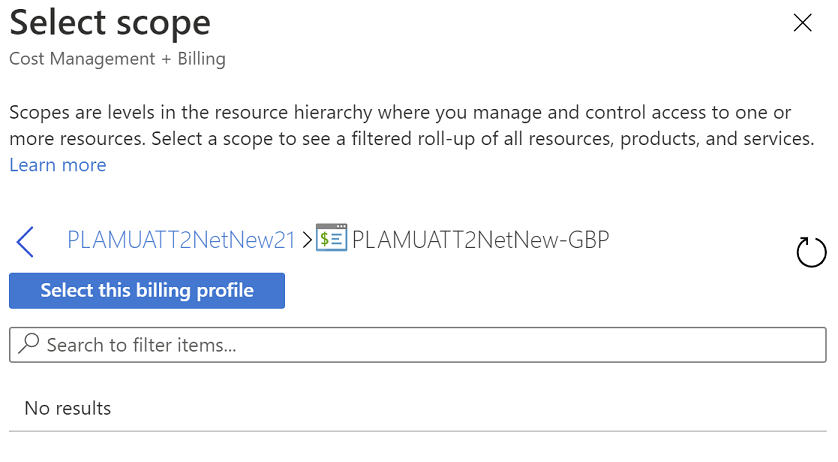 Select scope
Cost Management + Billing
Scopes are levels in the resource hierarchy where you manage and control access to one or
more resources. Select a scope to see a filtered roll-up of all resources, products, and services.
Learn more
PLAMUATT2NetNew21 > $ PLAMUATT2NetNew-GBP
Select this billing profile
Search to filter items...
No results